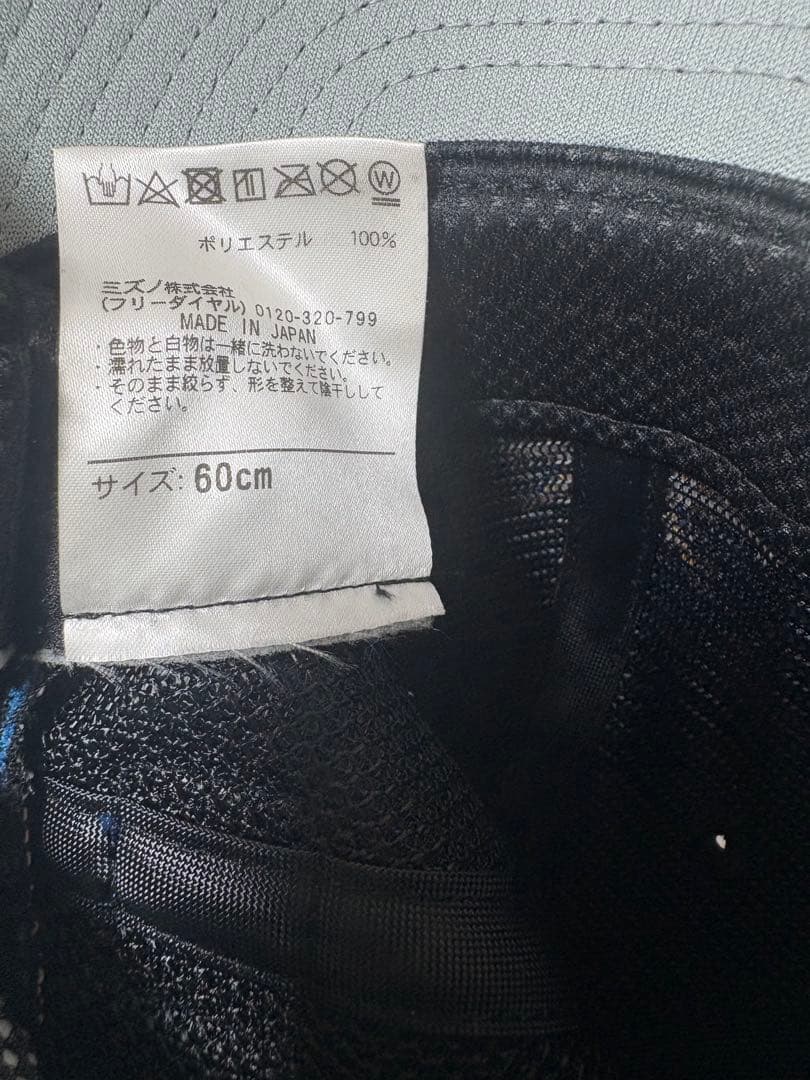 W
ポリエステル 100%
ミズノ株式会社
(フリーダイヤル) 0120-320-799
MADE IN JAPAN
・色物と白物は一緒に洗わないでください。
・濡れたまま放置しないでください。
・そのまま絞らず、形を整えて陰干しして
ください。
サイズ: 60cm